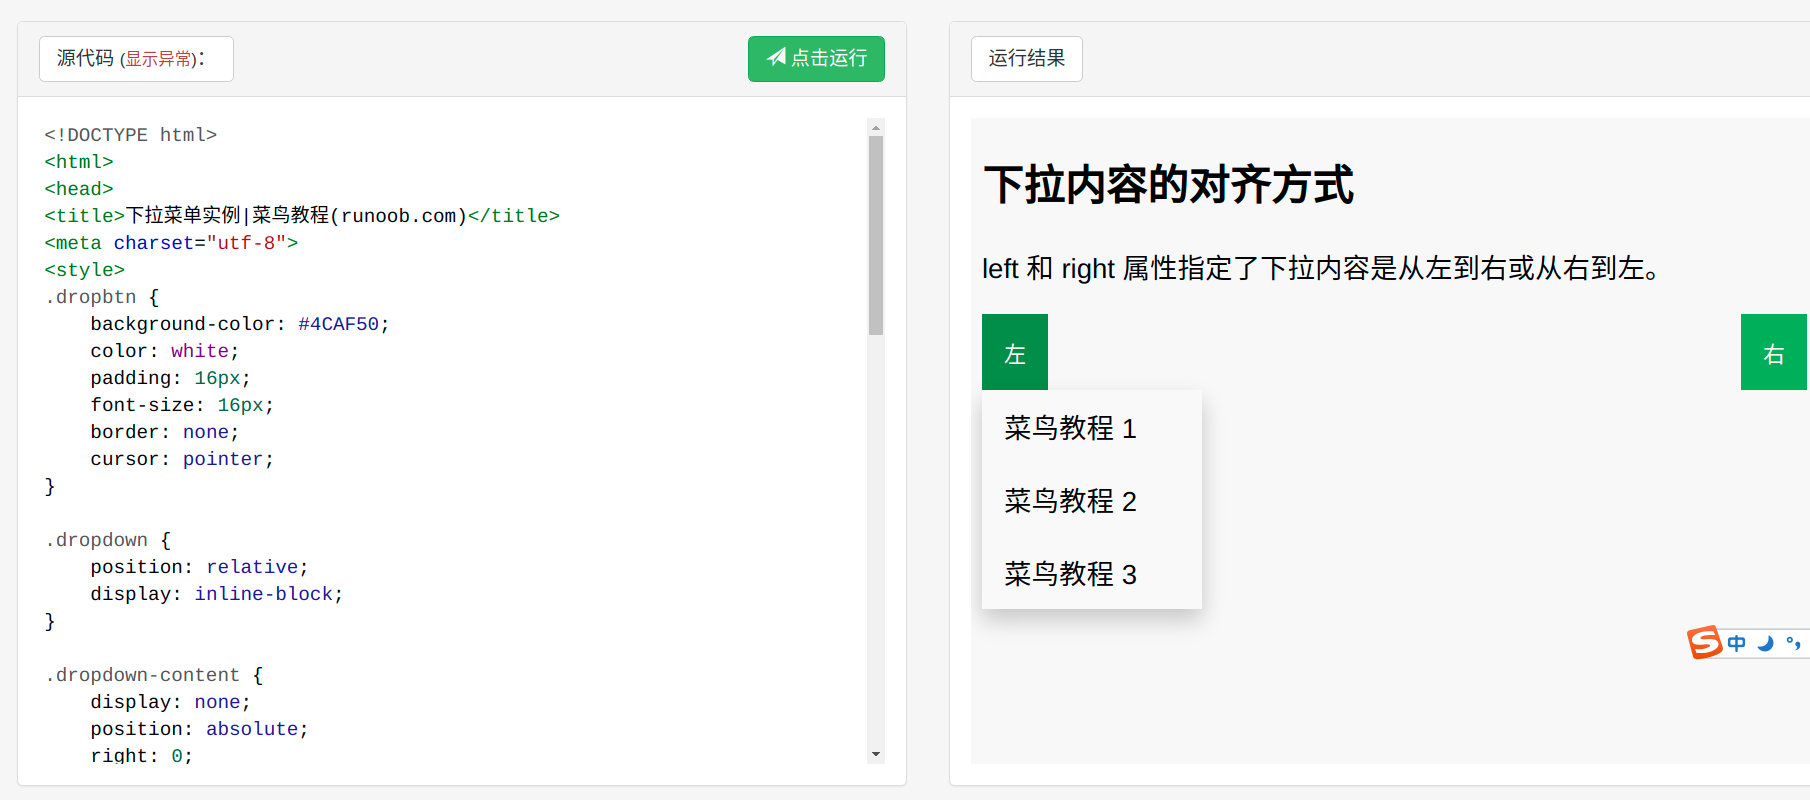 源代码 (显示异常)：
点击运行
<!DOCTYPE html>
<html>
<head>
<title>下拉菜单实例|菜鸟教程(runoob.com)</title>
<meta charset="utf-8">
<style>
.dropbtn {
    background-color: #4CAF50;
    color: white;
    padding: 16px;
    font-size: 16px;
    border: none;
    cursor: pointer;
}
.dropdown {
    position: relative;
    display: inline-block;
}
.dropdown-content {
    display: none;
    position: absolute;
    right: 0;
运行结果
下拉内容的对齐方式
left 和 right 属性指定了下拉内容是从左到右或从右到左。
左
右
菜鸟教程 1
菜鸟教程 2
菜鸟教程 3
S中